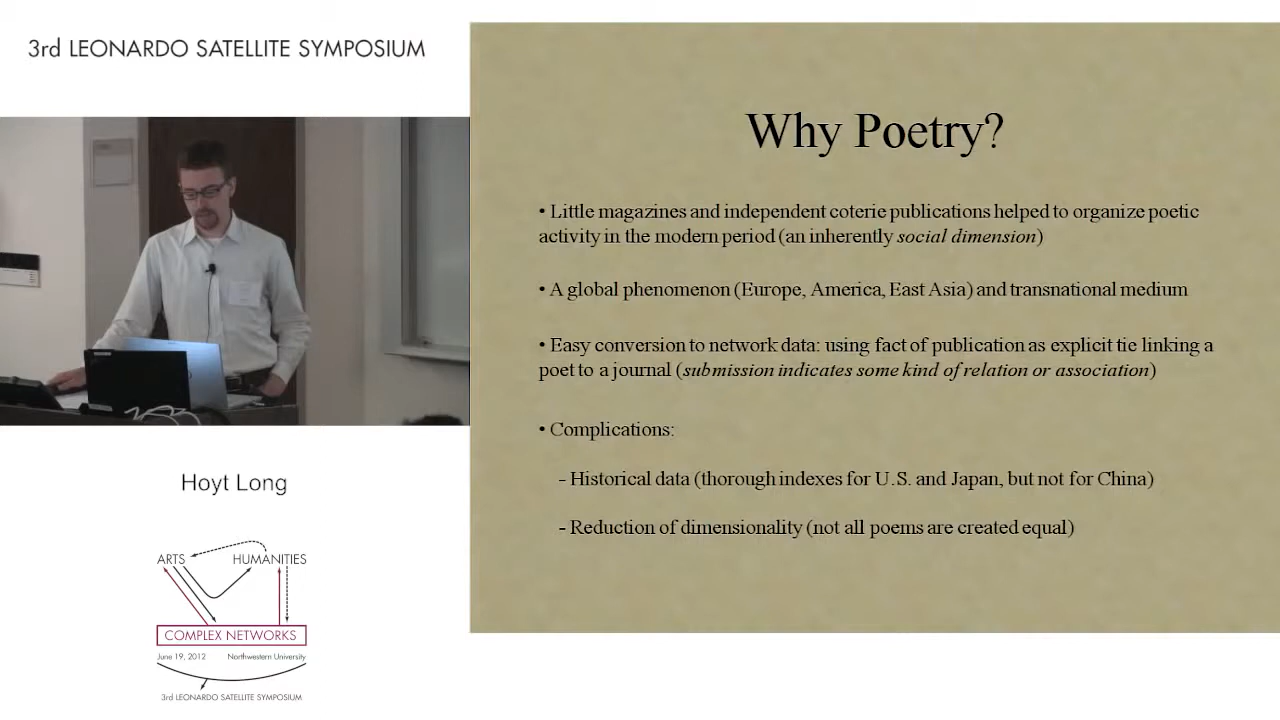 3rd LEONARDO SATELLITE SYMPOSIUM
Why Poetry?
• Little magazines and independent coterie publications helped to organize poetic
activity in the modern period (an inherently social dimension)
• A global phenomenon (Europe, America, East Asia) and transnational medium
• Easy conversion to network data: using fact of publication as explicit tie linking a
poet to a journal (submission indicates some kind of relation or association)
• Complications:
- Historical data (thorough indexes for U.S. and Japan, but not for China)
- Reduction of dimensionality (not all poems are created equal)
Hoyt Long
ARTS HUMANITIES
COMPLEX NETWORKS
June 19, 2012 Northwestern University
3rd LEONARDO SATELLITE SYMPOSIUM